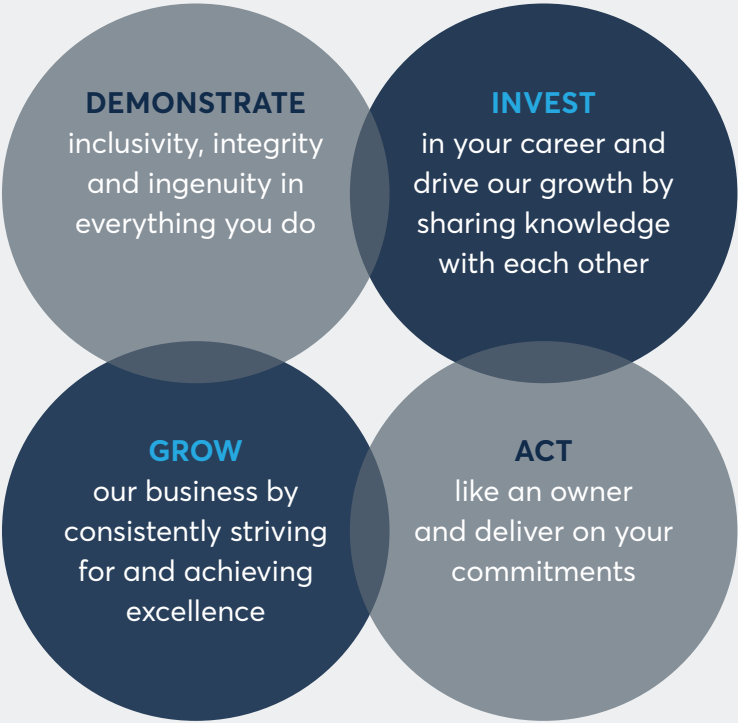 DEMONSTRATE
inclusivity, integrity
and ingenuity in
everything you do
INVEST
in your career and
drive our growth by
sharing knowledge
with each other
GROW
our business by
consistently striving
for and achieving
excellence
ACT
like an owner
and deliver on your
commitments